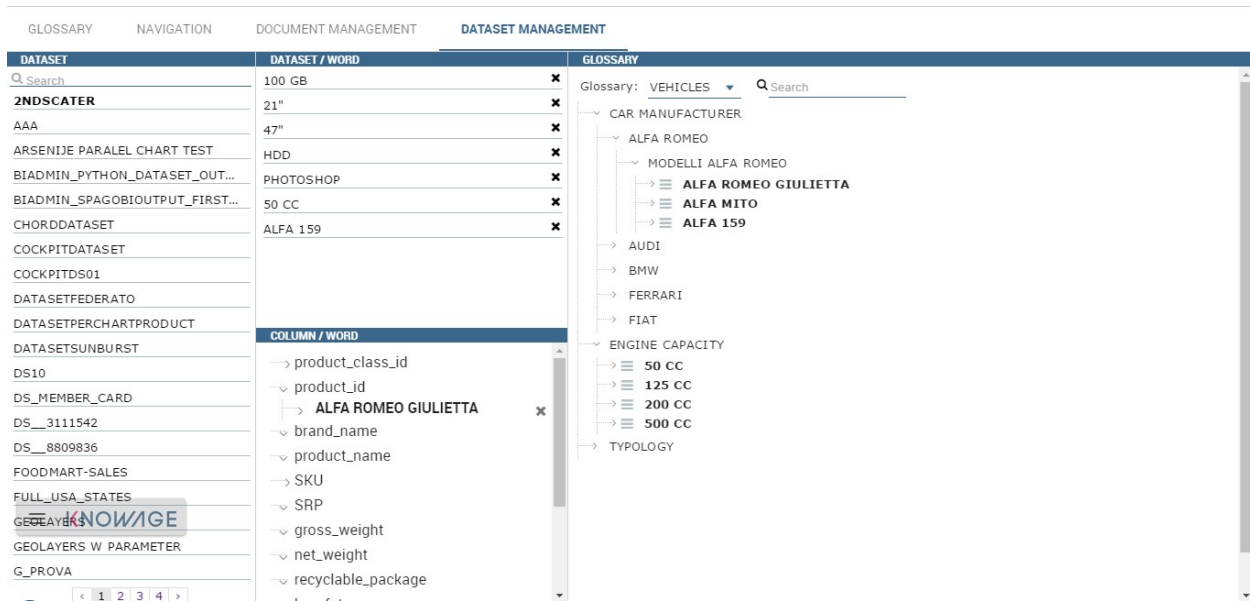 GLOSSARY NAVIGATION DOCUMENT MANAGEMENT DATASET MANAGEMENT
DATASET
Search
2NDSCATER
AAA
ARSENIJE PARALEL CHART TEST
BIADMIN_PYTHON_DATASET_OUT...
BIADMIN_SPAGOBIOUTPUT_FIRST...
CHORDDATASET
COCKPITDATASET
COCKPITDS01
DATASETFEDERATO
DATASETPERCHARTPRODUCT
DATASETSUNBURST
DS10
DS_MEMBER_CARD
DS__3111542
DS__8809836
FOODMART-SALES
FULL_USA_STATES
GEOLAYERS
KNOWAGE
GEOLAYERS W PARAMETER
G_PROVA
< 1 2 3 4 >
DATASET / WORD
100 GB
21"
47"
HDD
PHOTOSHOP
50 CC
ALFA 159
COLUMN / WORD
product_class_id
product_id
ALFA ROMEO GIULIETTA
brand_name
product_name
SKU
SRP
gross_weight
net_weight
recyclable_package
GLOSSARY
Glossary: VEHICLES Search
CAR MANUFACTURER
ALFA ROMEO
MODELLI ALFA ROMEO
ALFA ROMEO GIULIETTA
ALFA MITO
ALFA 159
AUDI
BMW
FERRARI
FIAT
ENGINE CAPACITY
50 CC
125 CC
200 CC
500 CC
TYPOLOGY